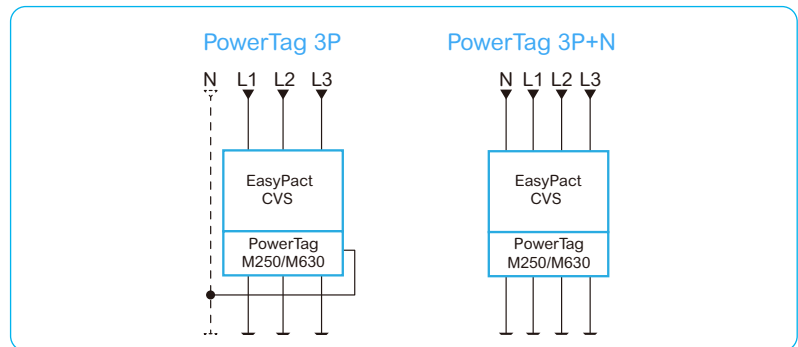 PowerTag 3P
N L1 L2 L3
EasyPact
CVS
PowerTag
M250/M630
PowerTag 3P+N
N L1 L2 L3
EasyPact
CVS
PowerTag
M250/M630